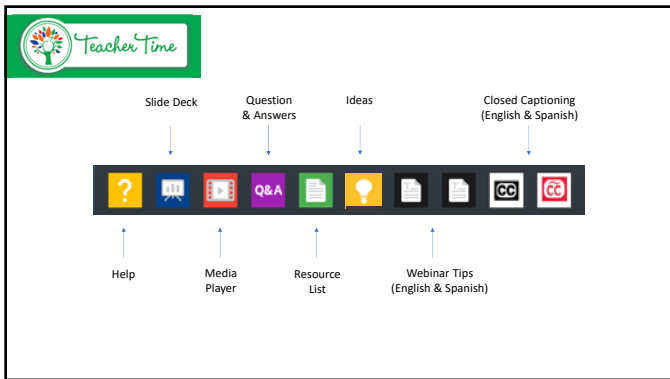 Teacher Time
Slide Deck
Question
& Answers
Ideas
Closed Captioning
(English & Spanish)
?
Q&A
CC
CC
Help
Media
Player
Resource
List
Webinar Tips
(English & Spanish)